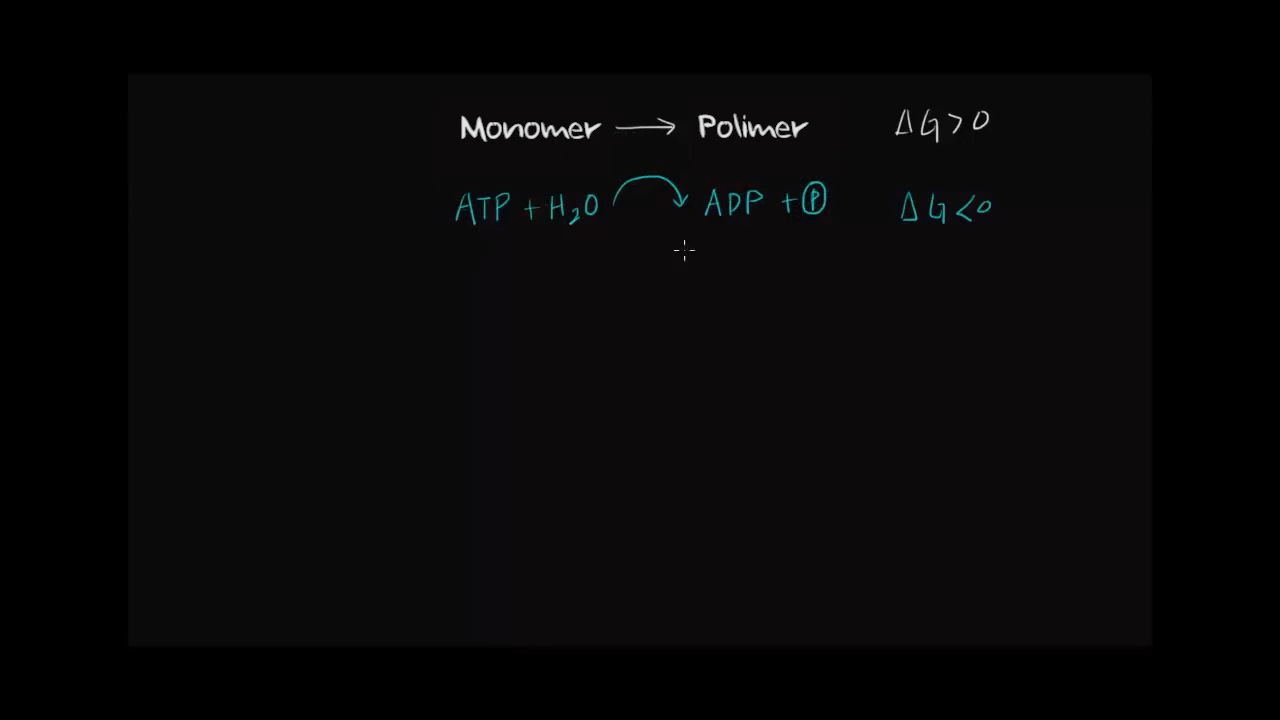 Monomer → Polimer ΔG>0
ATP + H₂O ADP + Ⓟ ΔG<0